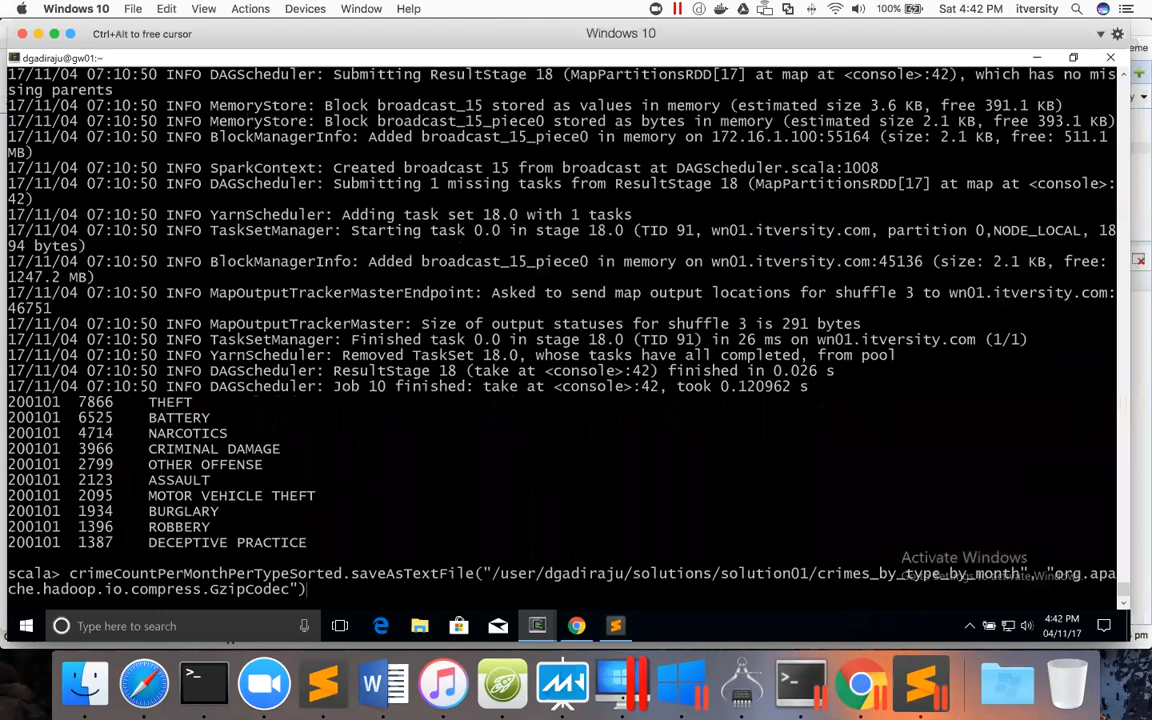 Windows 10 File Edit View Actions Devices Window Help 100% Sat 4:42 PM itversity
Ctrl+Alt to free cursor Windows 10
dgadiraju@gw01:~
17/11/04 07:10:50 INFO DAGScheduler: Submitting ResultStage 18 (MapPartitionsRDD[17] at map at <console>:42), which has no mis
sing parents
17/11/04 07:10:50 INFO MemoryStore: Block broadcast_15 stored as values in memory (estimated size 3.6 KB, free 391.1 KB)
17/11/04 07:10:50 INFO MemoryStore: Block broadcast_15_piece0 stored as bytes in memory (estimated size 2.1 KB, free 393.1 KB)
17/11/04 07:10:50 INFO BlockManagerInfo: Added broadcast_15_piece0 in memory on 172.16.1.100:55164 (size: 2.1 KB, free: 511.1
MB)
17/11/04 07:10:50 INFO SparkContext: Created broadcast 15 from broadcast at DAGScheduler.scala:1008
17/11/04 07:10:50 INFO DAGScheduler: Submitting 1 missing tasks from ResultStage 18 (MapPartitionsRDD[17] at map at <console>:
42)
17/11/04 07:10:50 INFO YarnScheduler: Adding task set 18.0 with 1 tasks
17/11/04 07:10:50 INFO TaskSetManager: Starting task 0.0 in stage 18.0 (TID 91, wn01.itversity.com, partition 0,NODE_LOCAL, 18
94 bytes)
17/11/04 07:10:50 INFO BlockManagerInfo: Added broadcast_15_piece0 in memory on wn01.itversity.com:45136 (size: 2.1 KB, free:
1247.2 MB)
17/11/04 07:10:50 INFO MapOutputTrackerMasterEndpoint: Asked to send map output locations for shuffle 3 to wn01.itversity.com:
46751
17/11/04 07:10:50 INFO MapOutputTrackerMaster: Size of output statuses for shuffle 3 is 291 bytes
17/11/04 07:10:50 INFO TaskSetManager: Finished task 0.0 in stage 18.0 (TID 91) in 26 ms on wn01.itversity.com (1/1)
17/11/04 07:10:50 INFO YarnScheduler: Removed TaskSet 18.0, whose tasks have all completed, from pool
17/11/04 07:10:50 INFO DAGScheduler: ResultStage 18 (take at <console>:42) finished in 0.026 s
17/11/04 07:10:50 INFO DAGScheduler: Job 10 finished: take at <console>:42, took 0.120962 s
200101 7866 THEFT
200101 6525 BATTERY
200101 4714 NARCOTICS
200101 3966 CRIMINAL DAMAGE
200101 2799 OTHER OFFENSE
200101 2123 ASSAULT
200101 2095 MOTOR VEHICLE THEFT
200101 1934 BURGLARY
200101 1396 ROBBERY
200101 1387 DECEPTIVE PRACTICE
Activate Windows
Go to Settings to activate Windows.
scala> crimeCountPerMonthPerTypeSorted.saveAsTextFile("/user/dgadiraju/solutions/solution01/crimes_by_type_by_month", "org.apa
che.hadoop.io.compress.GzipCodec")
Type here to search 4:42 PM
04/11/17